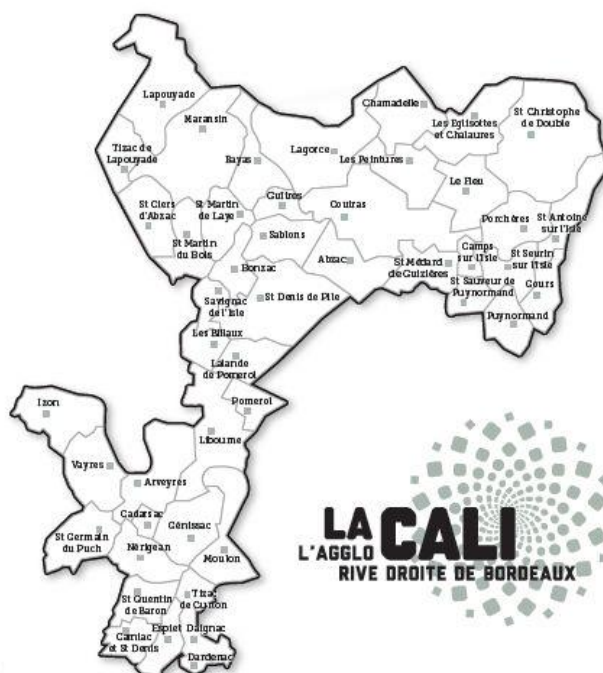 Lapouyade
Maransin
Tizac de
Lapouyade
Bayas
Lagorce
Chamadelle
Les Eglisottes
et Chalaures
St Christophe
de Double
Les Peintures
Le Fieu
St Ciers
d'Abzac
St Martin
de Laye
Guîtres
Coutras
Porchères
St Antoine
sur l'Isle
St Martin
du Bois
Sablons
Bonzac
Abzac
St Médard
de Guizières
Camps
sur l'Isle
St Seurin
sur l'Isle
St Sauveur de
Puynormand
Gours
Puynormand
Savignac
de l'Isle
St Denis de Pile
Les Billaux
Lalande
de Pomerol
Pomerol
Izon
Libourne
Vayres
Arveyres
Cadarsac
Génissac
St Germain
du Puch
Nérigean
Moulon
St Quentin
de Baron
Tizac
de Curton
Camiac
et St Denis
Espiet
Daignac
Dardenac
LA CALI
L'AGGLO
RIVE DROITE DE BORDEAUX